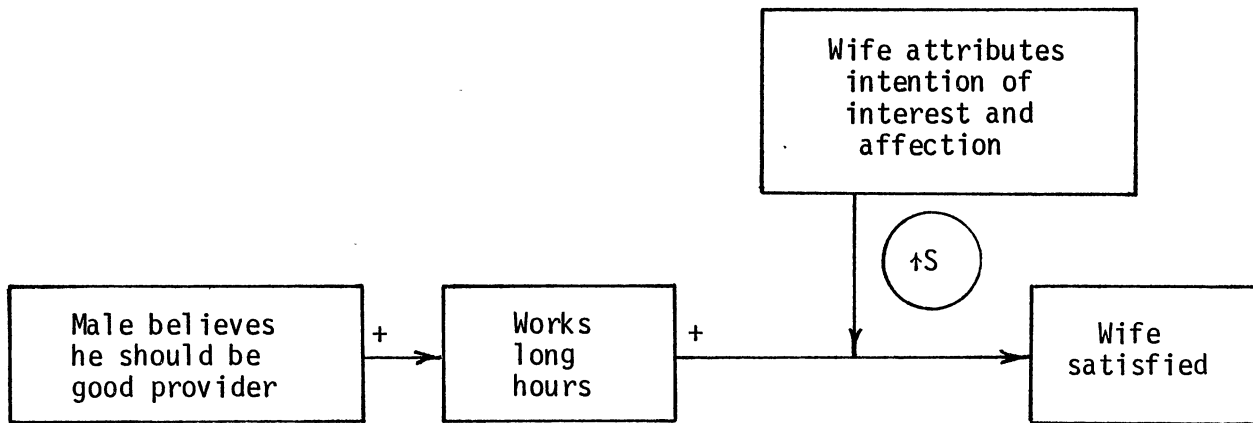 Wife attributes
intention of
interest and
affection
↑S
Male believes
he should be
good provider
+
Works
long
hours
+
Wife
satisfied